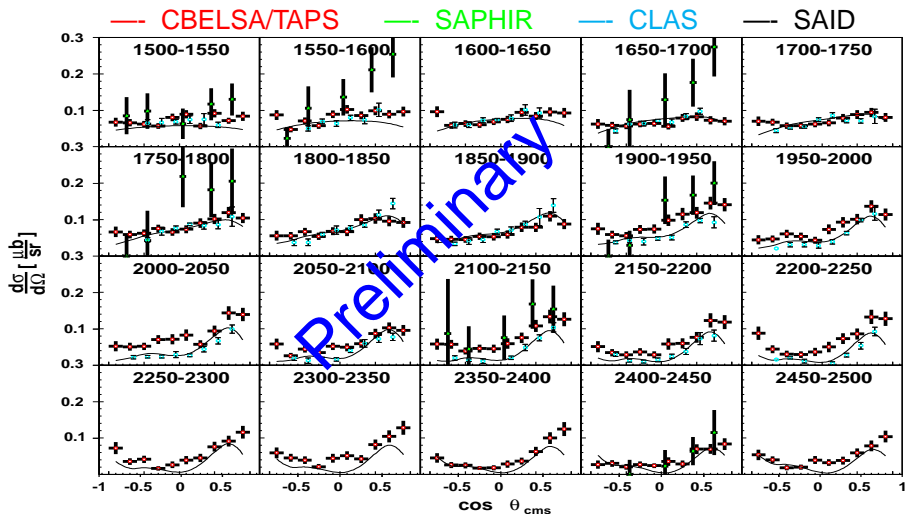 CBELSA/TAPS SAPHIR CLAS SAID
0.3 1500-1550 1550-1600 1600-1650 1650-1700 1700-1750
0.2
0.1
0.3 1750-1800 1800-1850 1850-1900 1900-1950 1950-2000
0.2
0.1
0.3 2000-2050 2050-2100 2100-2150 2150-2200 2200-2250
0.2
0.1
0.3 2250-2300 2300-2350 2350-2400 2400-2450 2450-2500
0.2
0.1
dσ/dΩ [μb/sr]
Preliminary
-1 -0.5 0 0.5 -0.5 0 0.5 -0.5 0 0.5 -0.5 0 0.5 -0.5 0 0.5 1
cos θcms